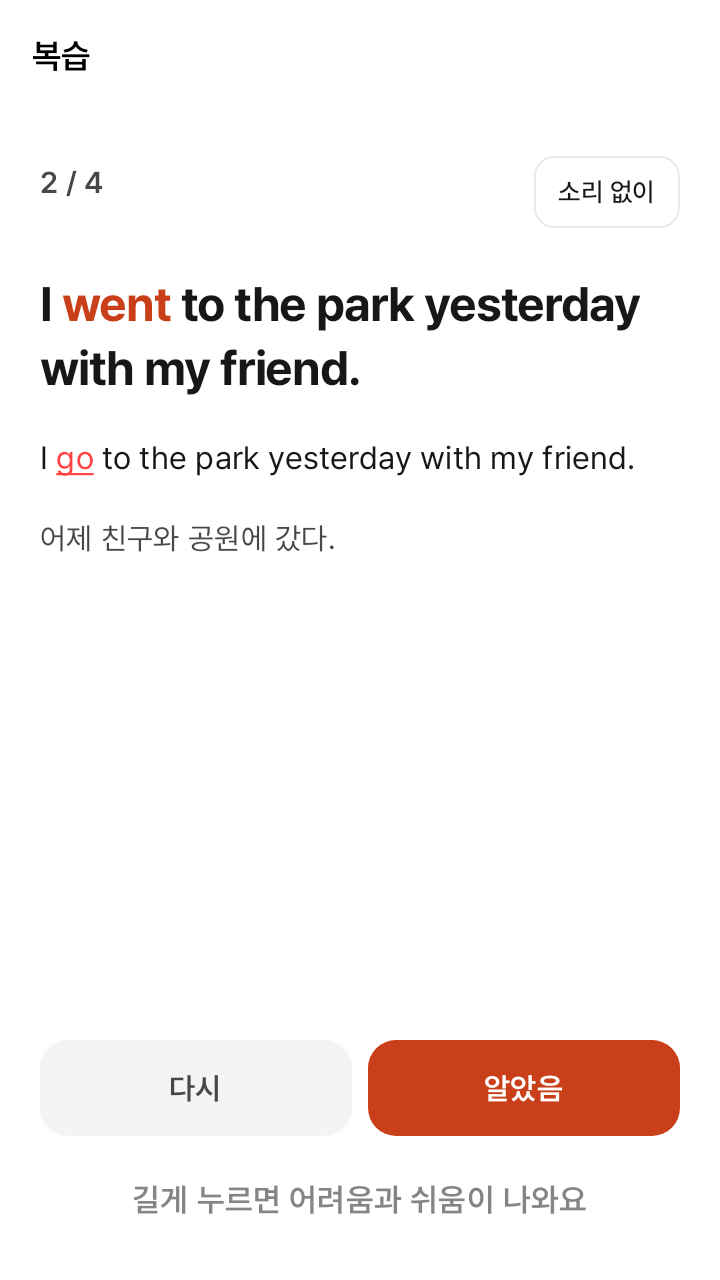 복습
2 / 4
소리 없이
I went to the park yesterday
with my friend.
I go to the park yesterday with my friend.
어제 친구와 공원에 갔다.
다시
알았음
길게 누르면 어려움과 쉬움이 나와요